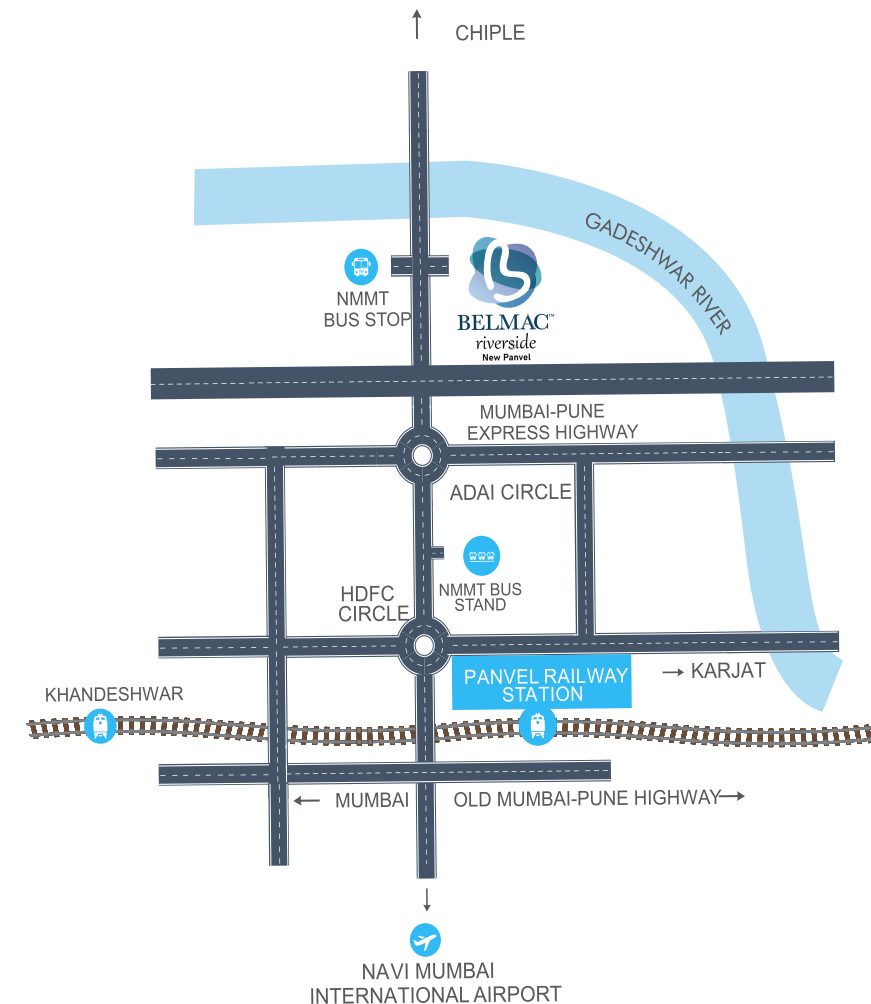 CHIPLE
GADESHWAR RIVER
NMMT
BUS STOP
BELMAC™
riverside
New Panvel
MUMBAI-PUNE
EXPRESS HIGHWAY
ADAI CIRCLE
HDFC
CIRCLE
NMMT BUS
STAND
PANVEL RAILWAY
STATION
KARJAT
KHANDESHWAR
MUMBAI
OLD MUMBAI-PUNE HIGHWAY
NAVI MUMBAI
INTERNATIONAL AIRPORT